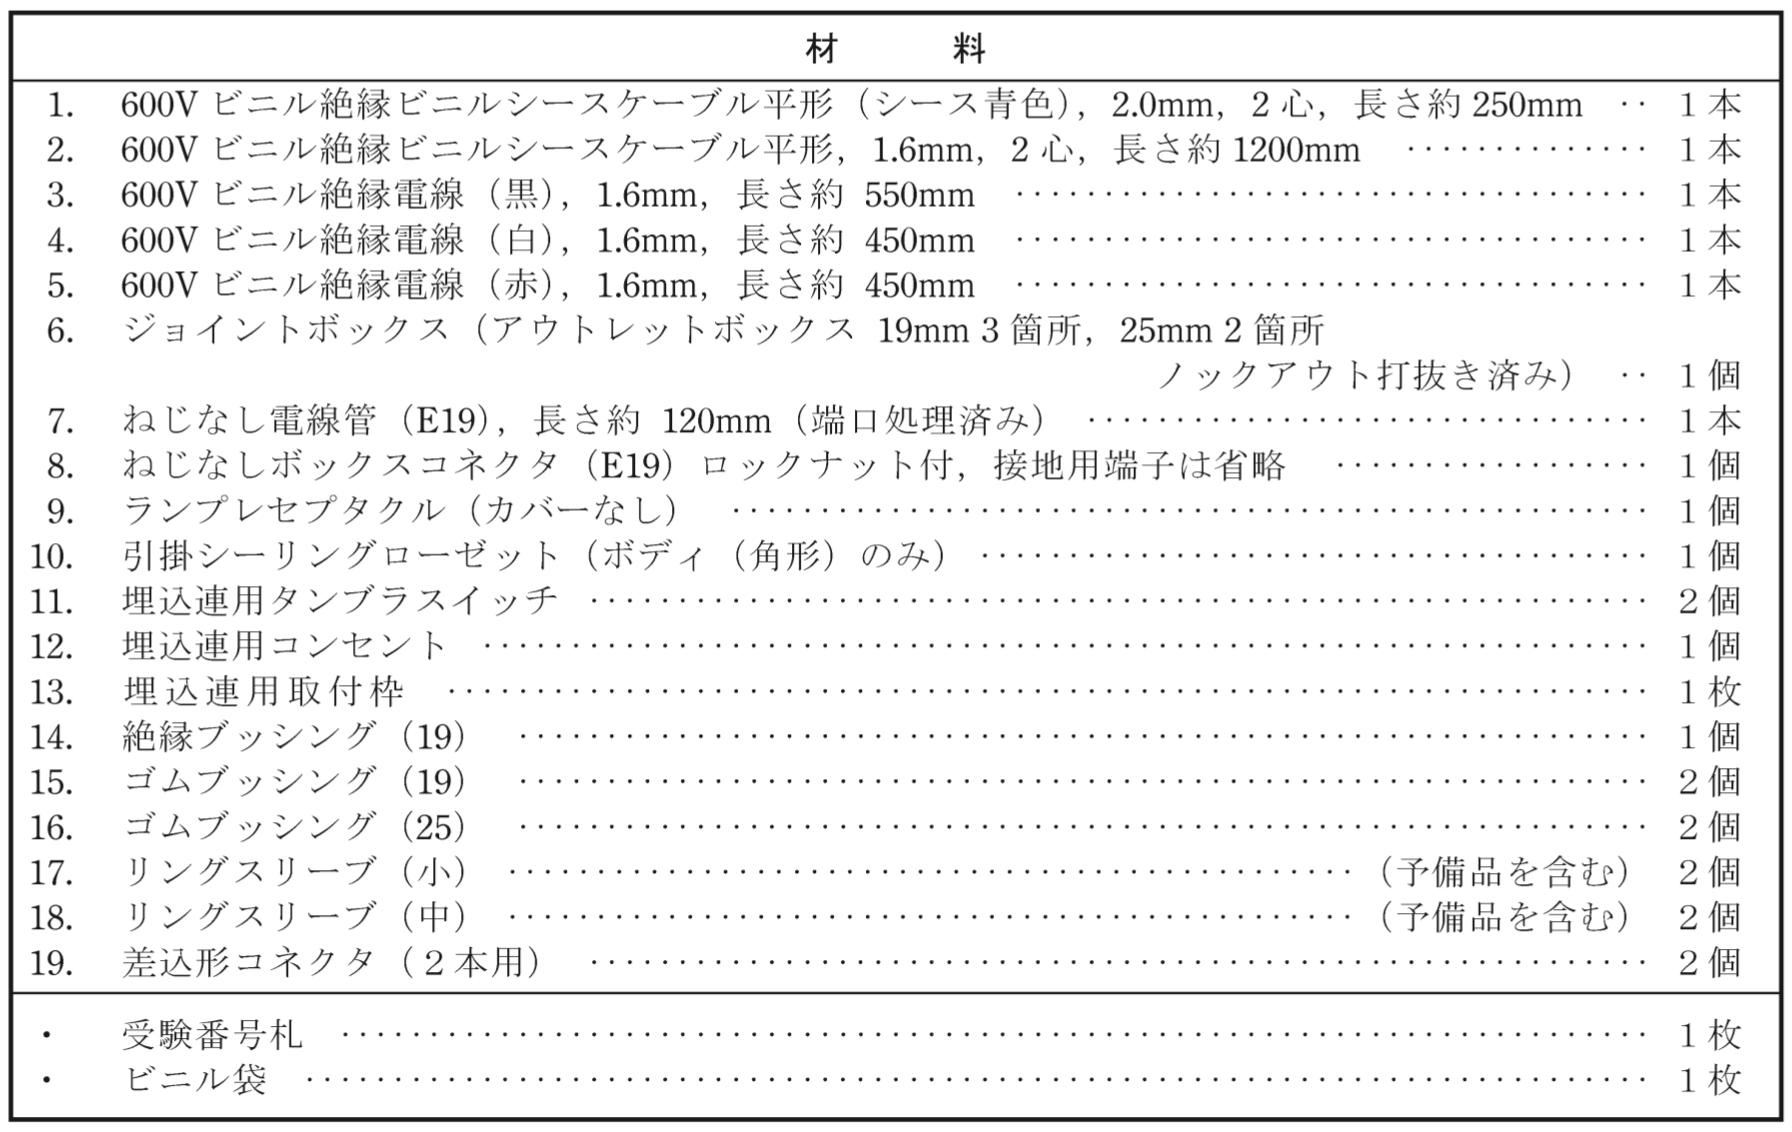 材 料
1. 600V ビニル絶縁ビニルシースケーブル平形（シース青色），2.0mm，2 心，長さ約 250mm ‥ 1 本
2. 600V ビニル絶縁ビニルシースケーブル平形，1.6mm，2 心，長さ約 1200mm ‥‥‥‥‥‥‥ 1 本
3. 600V ビニル絶縁電線（黒），1.6mm，長さ約 550mm ‥‥‥‥‥‥‥‥‥‥‥‥‥‥‥‥‥‥ 1 本
4. 600V ビニル絶縁電線（白），1.6mm，長さ約 450mm ‥‥‥‥‥‥‥‥‥‥‥‥‥‥‥‥‥‥ 1 本
5. 600V ビニル絶縁電線（赤），1.6mm，長さ約 450mm ‥‥‥‥‥‥‥‥‥‥‥‥‥‥‥‥‥‥ 1 本
6. ジョイントボックス（アウトレットボックス 19mm 3 箇所，25mm 2 箇所
ノックアウト打抜き済み） ‥ 1 個
7. ねじなし電線管（E19），長さ約 120mm（端口処理済み） ‥‥‥‥‥‥‥‥‥‥‥‥‥‥‥‥ 1 本
8. ねじなしボックスコネクタ（E19）ロックナット付，接地用端子は省略 ‥‥‥‥‥‥‥‥‥ 1 個
9. ランプレセプタクル（カバーなし） ‥‥‥‥‥‥‥‥‥‥‥‥‥‥‥‥‥‥‥‥‥‥‥‥‥‥ 1 個
10. 引掛シーリングローゼット（ボディ（角形）のみ） ‥‥‥‥‥‥‥‥‥‥‥‥‥‥‥‥‥‥‥ 1 個
11. 埋込連用タンブラスイッチ ‥‥‥‥‥‥‥‥‥‥‥‥‥‥‥‥‥‥‥‥‥‥‥‥‥‥‥‥‥‥ 2 個
12. 埋込連用コンセント ‥‥‥‥‥‥‥‥‥‥‥‥‥‥‥‥‥‥‥‥‥‥‥‥‥‥‥‥‥‥‥‥‥ 1 個
13. 埋込連用取付枠 ‥‥‥‥‥‥‥‥‥‥‥‥‥‥‥‥‥‥‥‥‥‥‥‥‥‥‥‥‥‥‥‥‥‥ 1 枚
14. 絶縁ブッシング（19） ‥‥‥‥‥‥‥‥‥‥‥‥‥‥‥‥‥‥‥‥‥‥‥‥‥‥‥‥‥‥‥‥ 1 個
15. ゴムブッシング（19） ‥‥‥‥‥‥‥‥‥‥‥‥‥‥‥‥‥‥‥‥‥‥‥‥‥‥‥‥‥‥‥‥ 2 個
16. ゴムブッシング（25） ‥‥‥‥‥‥‥‥‥‥‥‥‥‥‥‥‥‥‥‥‥‥‥‥‥‥‥‥‥‥‥‥ 2 個
17. リングスリーブ（小） ‥‥‥‥‥‥‥‥‥‥‥‥‥‥‥‥‥‥‥‥‥‥‥‥（予備品を含む） 2 個
18. リングスリーブ（中） ‥‥‥‥‥‥‥‥‥‥‥‥‥‥‥‥‥‥‥‥‥‥‥‥（予備品を含む） 2 個
19. 差込形コネクタ（２本用） ‥‥‥‥‥‥‥‥‥‥‥‥‥‥‥‥‥‥‥‥‥‥‥‥‥‥‥‥‥‥ 2 個
・ 受験番号札 ‥‥‥‥‥‥‥‥‥‥‥‥‥‥‥‥‥‥‥‥‥‥‥‥‥‥‥‥‥‥‥‥‥‥‥‥‥ 1 枚
・ ビニル袋 ‥‥‥‥‥‥‥‥‥‥‥‥‥‥‥‥‥‥‥‥‥‥‥‥‥‥‥‥‥‥‥‥‥‥‥‥‥‥ 1 枚